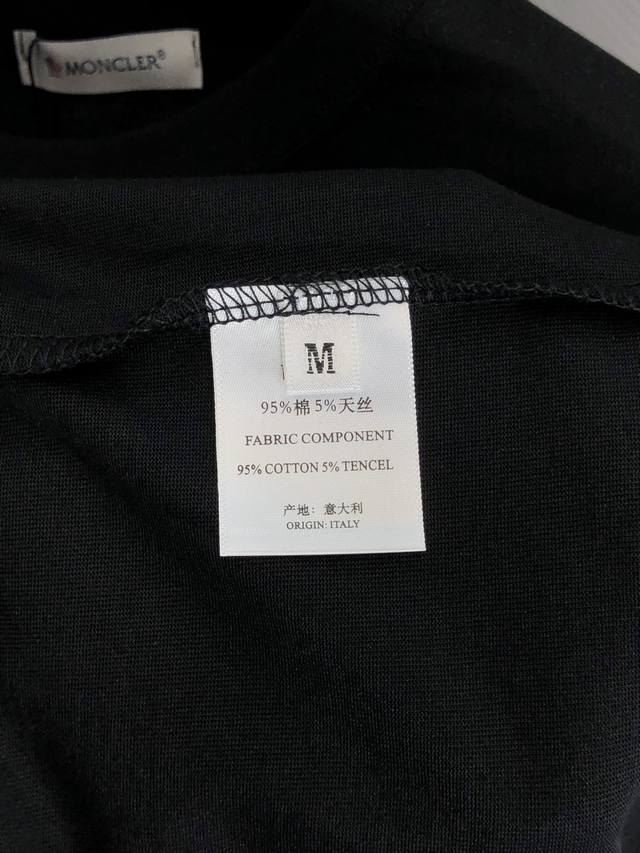 MONCLER®
M
95%棉 5%天丝
FABRIC COMPONENT
95% COTTON 5% TENCEL
产地：意大利
ORIGIN: ITALY